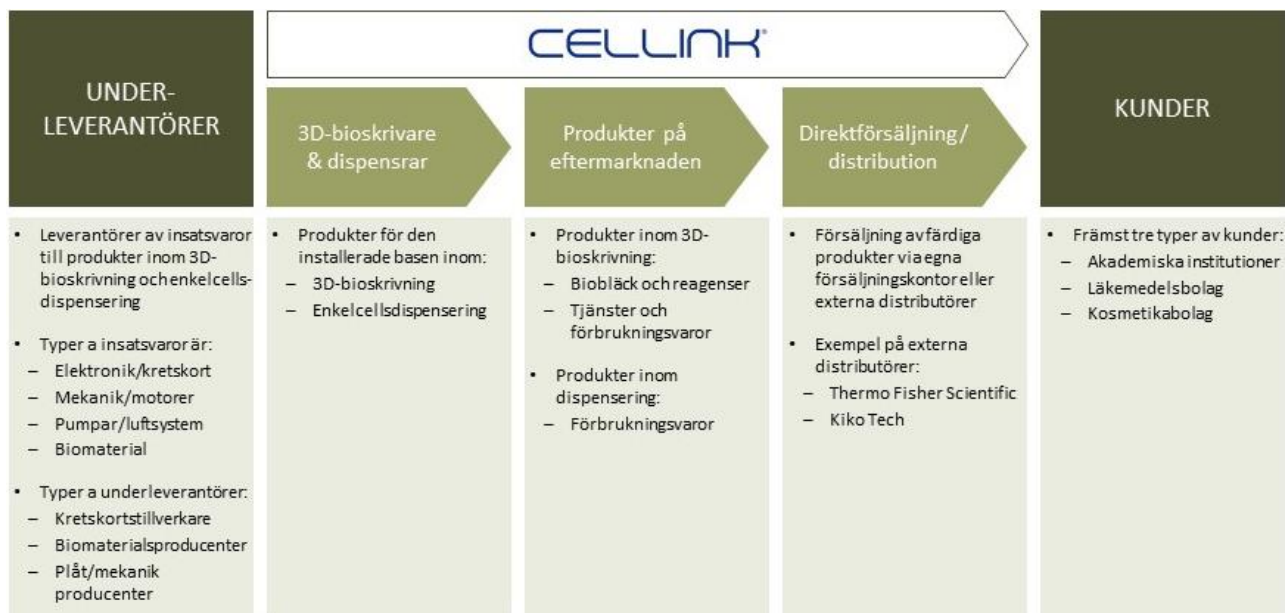 UNDER-
LEVERANTÖRER
• Leverantörer av insatsvaror
till produkter inom 3D-
bioskrivning och enkelcells-
dispensering
• Typer a insatsvaror är:
– Elektronik/kretskort
– Mekanik/motorer
– Pumpar/luftsystem
– Biomaterial
• Typer a underleverantörer:
– Kretskortstillverkare
– Biomaterialsproducenter
– Plåt/mekanik
producenter
CELLINK®
3D-bioskrivare
& dispensrar
• Produkter för den
installerade basen inom:
– 3D-bioskrivning
– Enkelcellsdispensering
Produkter på
eftermarknaden
• Produkter inom 3D-
bioskrivning:
– Biobläck och reagenser
– Tjänster och
förbrukningsvaror
• Produkter inom
dispensering:
– Förbrukningsvaror
Direktförsäljning/
distribution
• Försäljning av färdiga
produkter via egna
försäljningskontor eller
externa distributörer
• Exempel på externa
distributörer:
– Thermo Fisher Scientific
– Kiko Tech
KUNDER
• Främst tre typer av kunder:
– Akademiska institutioner
– Läkemedelsbolag
– Kosmetikabolag